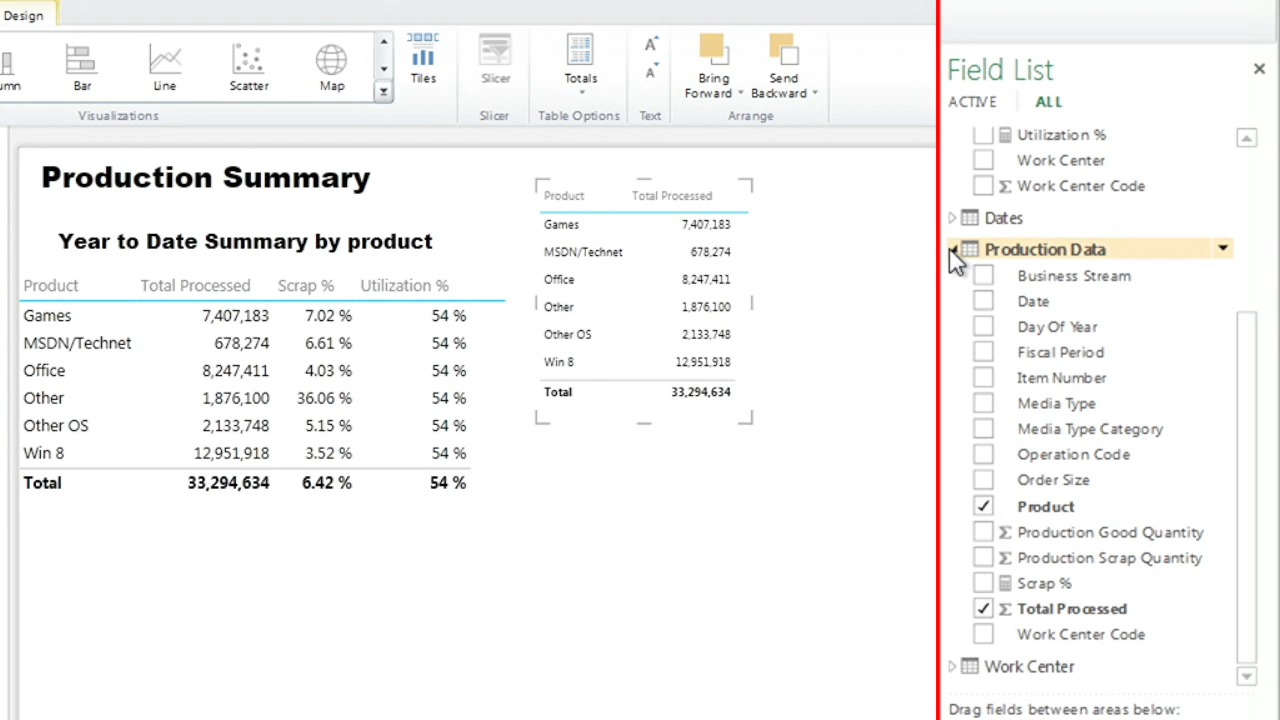 Design
umn
Bar
Line
Scatter
Map
Tiles
Slicer
Totals
A
A
Bring
Forward
Send
Backward
Visualizations
Slicer
Table Options
Text
Arrange
Production Summary
Year to Date Summary by product
Product Total Processed Scrap % Utilization %
Games 7,407,183 7.02 % 54 %
MSDN/Technet 678,274 6.61 % 54 %
Office 8,247,411 4.03 % 54 %
Other 1,876,100 36.06 % 54 %
Other OS 2,133,748 5.15 % 54 %
Win 8 12,951,918 3.52 % 54 %
Total 33,294,634 6.42 % 54 %
Product Total Processed
Games 7,407,183
MSDN/Technet 678,274
Office 8,247,411
Other 1,876,100
Other OS 2,133,748
Win 8 12,951,918
Total 33,294,634
Field List
ACTIVE ALL
Utilization %
Work Center
Σ Work Center Code
Dates
Production Data
Business Stream
Date
Day Of Year
Fiscal Period
Item Number
Media Type
Media Type Category
Operation Code
Order Size
Product
Σ Production Good Quantity
Σ Production Scrap Quantity
Scrap %
Σ Total Processed
Work Center Code
Work Center
Drag fields between areas below: